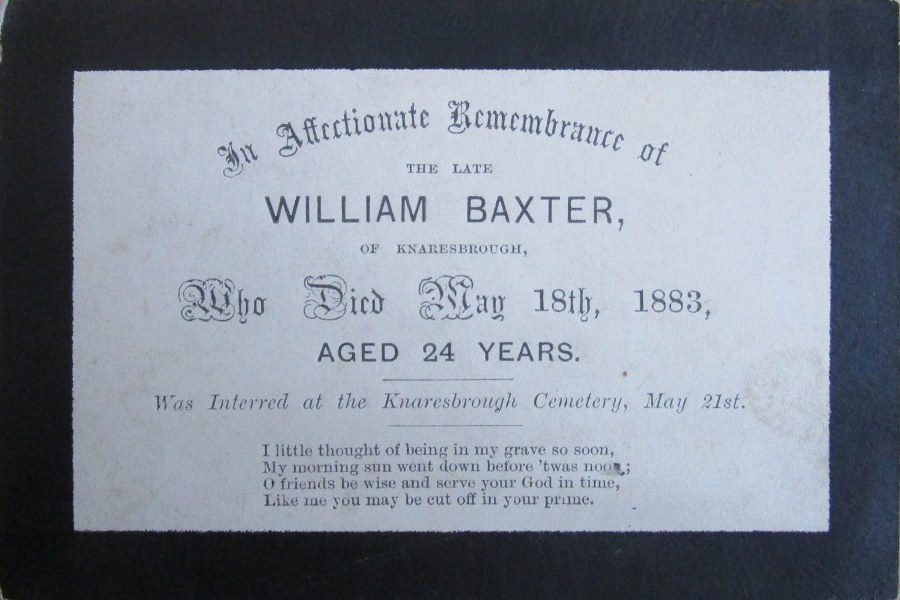 In Affectionate Remembrance of
THE LATE
WILLIAM BAXTER,
OF KNARESBROUGH,
Who Died May 18th, 1883,
AGED 24 YEARS.
Was Interred at the Knaresbrough Cemetery, May 21st.
I little thought of being in my grave so soon,
My morning sun went down before 'twas noon;
O friends be wise and serve your God in time,
Like me you may be cut off in your prime.